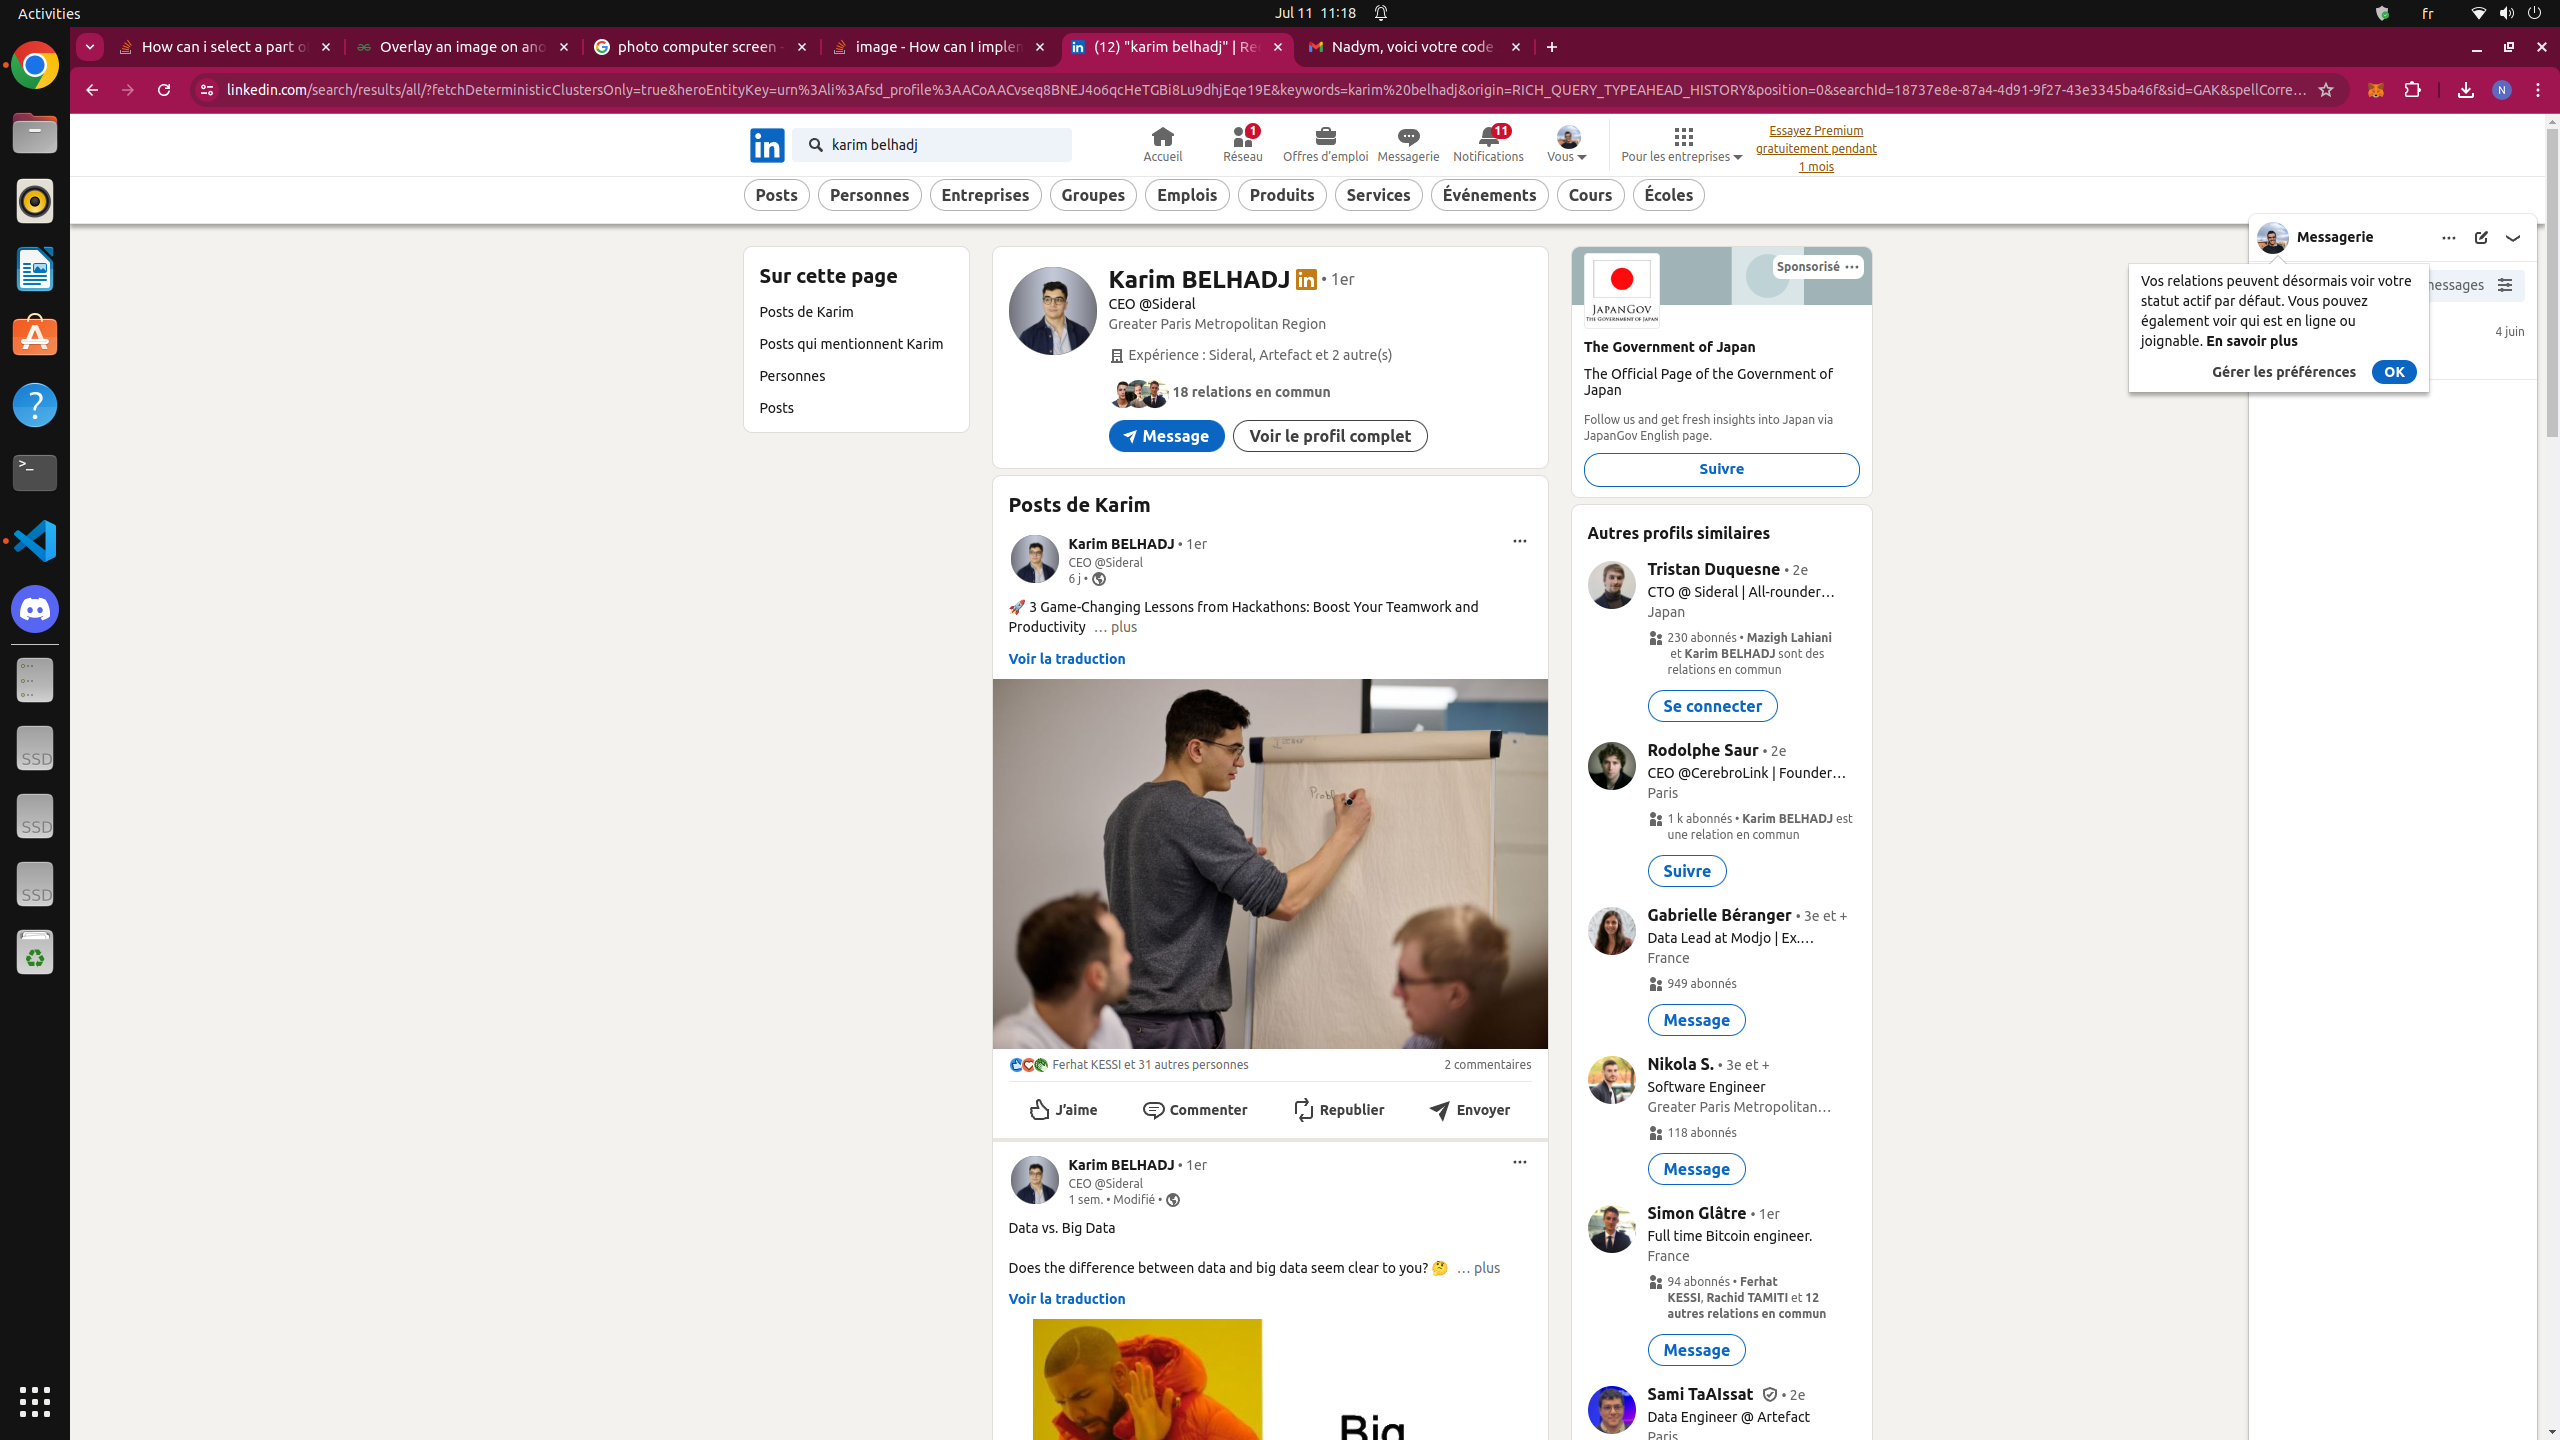 Activities
Jul 11 11:18
fr
How can i select a part o
Overlay an image on ano
photo computer screen -
image - How can I implem
(12) "karim belhadj" | Rec
Nadym, voici votre code
linkedin.com/search/results/all/?fetchDeterministicClustersOnly=true&heroEntityKey=urn%3Ali%3Afsd_profile%3AACoAACvseq8BNEJ4o6qcHeTGBi8Lu9dhjEqe19E&keywords=karim%20belhadj&origin=RICH_QUERY_TYPEAHEAD_HISTORY&position=0&searchId=18737e8e-87a4-4d91-9f27-43e3345ba46f&sid=GAK&spellCorre...
N
in
karim belhadj
Accueil
1
Réseau
Offres d'emploi
Messagerie
11
Notifications
Vous
Pour les entreprises
Essayez Premium
gratuitement pendant
1 mois
Posts
Personnes
Entreprises
Groupes
Emplois
Produits
Services
Événements
Cours
Écoles
Sur cette page
Posts de Karim
Posts qui mentionnent Karim
Personnes
Posts
Karim BELHADJ in • 1er
CEO @Sideral
Greater Paris Metropolitan Region
Expérience : Sideral, Artefact et 2 autre(s)
18 relations en commun
Message
Voir le profil complet
Posts de Karim
Karim BELHADJ • 1er
CEO @Sideral
6 j •
🚀 3 Game-Changing Lessons from Hackathons: Boost Your Teamwork and
Productivity … plus
Voir la traduction
Probl
Ferhat KESSI et 31 autres personnes
2 commentaires
J'aime
Commenter
Republier
Envoyer
Karim BELHADJ • 1er
CEO @Sideral
1 sem. • Modifié •
Data vs. Big Data
Does the difference between data and big data seem clear to you? 🤔 … plus
Voir la traduction
Big
Sponsorisé
JAPANGOV
THE GOVERNMENT OF JAPAN
The Government of Japan
The Official Page of the Government of
Japan
Follow us and get fresh insights into Japan via
JapanGov English page.
Suivre
Autres profils similaires
Tristan Duquesne • 2e
CTO @ Sideral | All-rounder…
Japan
230 abonnés • Mazigh Lahiani
et Karim BELHADJ sont des
relations en commun
Se connecter
Rodolphe Saur • 2e
CEO @CerebroLink | Founder…
Paris
1 k abonnés • Karim BELHADJ est
une relation en commun
Suivre
Gabrielle Béranger • 3e et +
Data Lead at Modjo | Ex.…
France
949 abonnés
Message
Nikola S. • 3e et +
Software Engineer
Greater Paris Metropolitan…
118 abonnés
Message
Simon Glâtre • 1er
Full time Bitcoin engineer.
France
94 abonnés • Ferhat
KESSI, Rachid TAMITI et 12
autres relations en commun
Message
Sami TaAIssat • 2e
Data Engineer @ Artefact
Paris
Messagerie
Vos relations peuvent désormais voir votre
statut actif par défaut. Vous pouvez
également voir qui est en ligne ou
joignable. En savoir plus
Gérer les préférences
OK
messages
4 juin
SSD
SSD
SSD